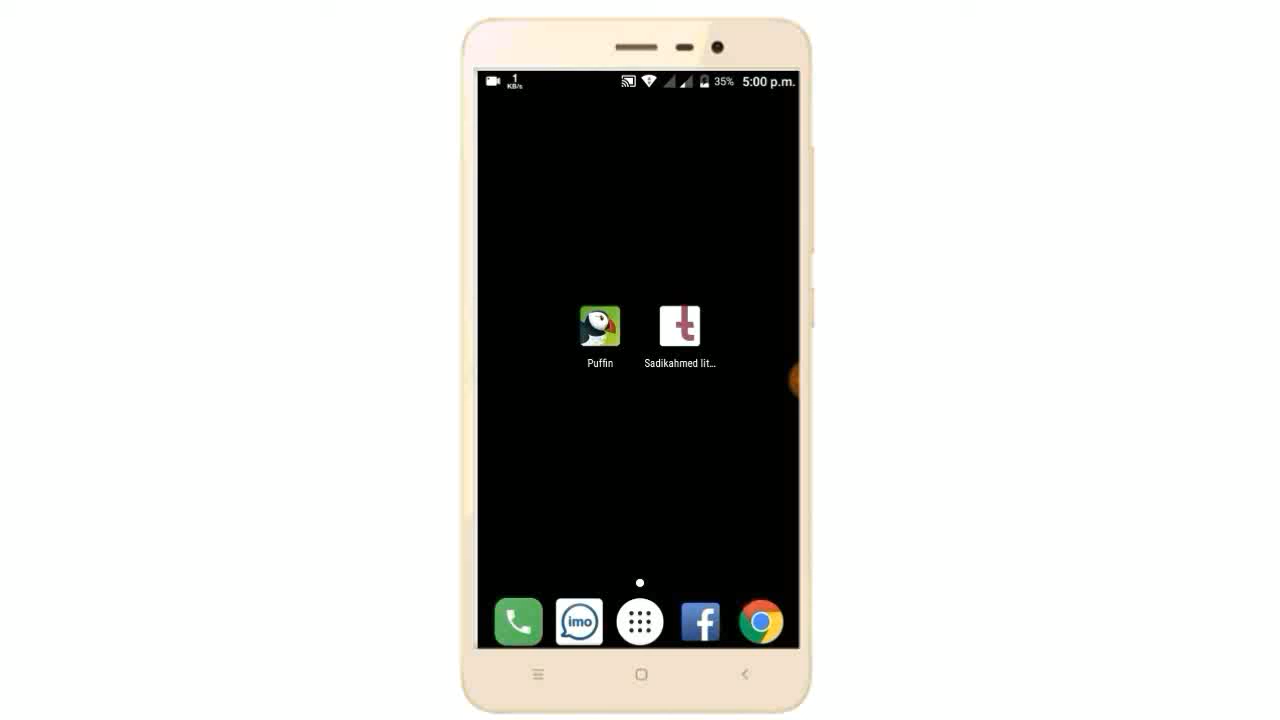 1
KB/s
35% 5:00 p.m.
t
Puffin
Sadikahmed lit...
imo
f